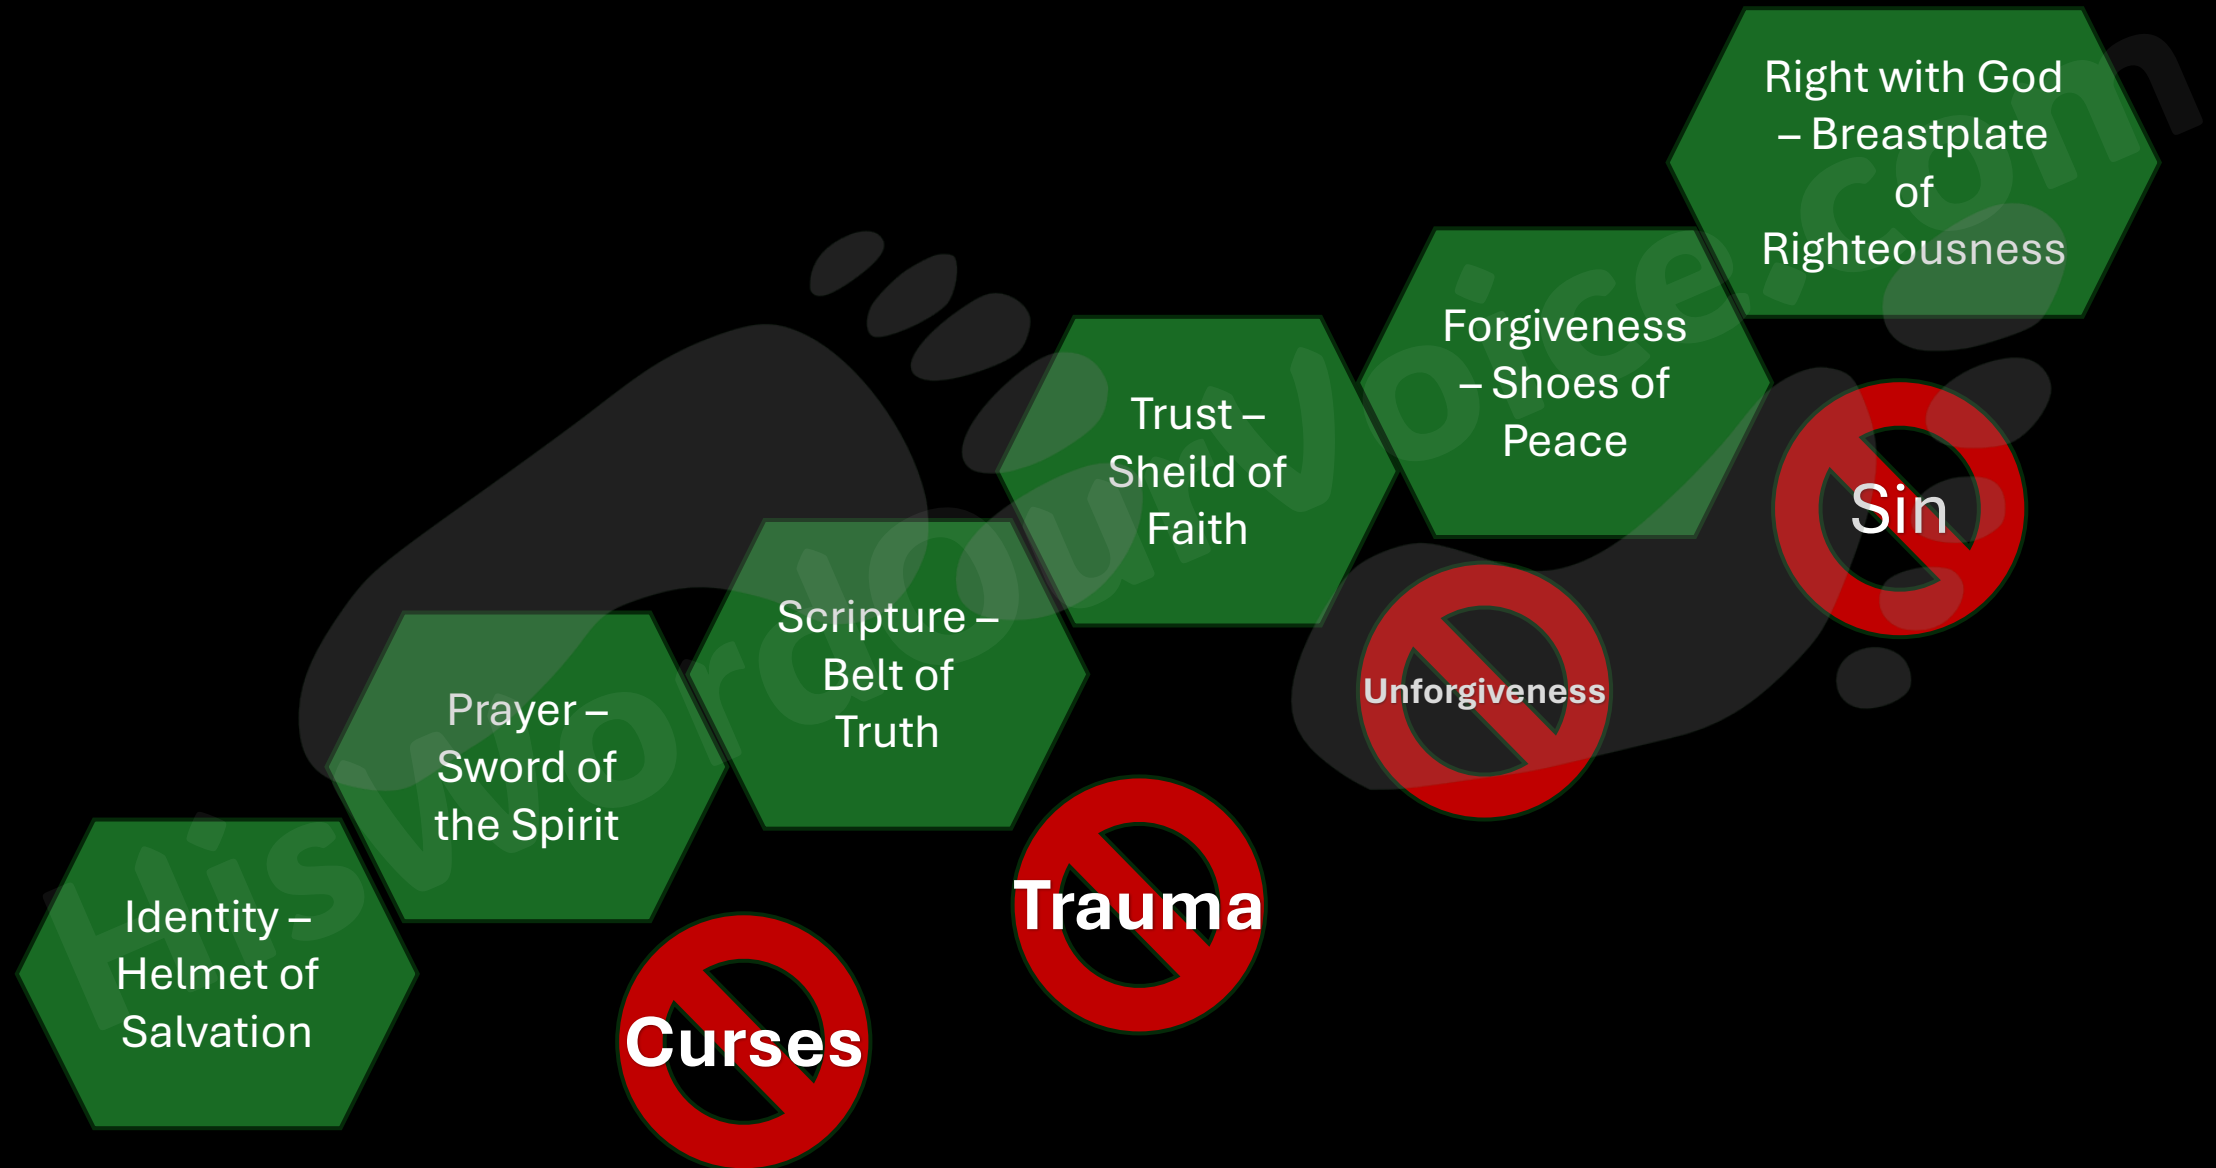 Right with God
– Breastplate
of
Righteousness
Forgiveness
– Shoes of
Peace
Trust –
Sheild of
Faith
Sin
Scripture –
Belt of
Truth
Unforgiveness
Prayer –
Sword of
the Spirit
Trauma
Identity –
Helmet of
Salvation
Curses
HisWordOurVoice.com